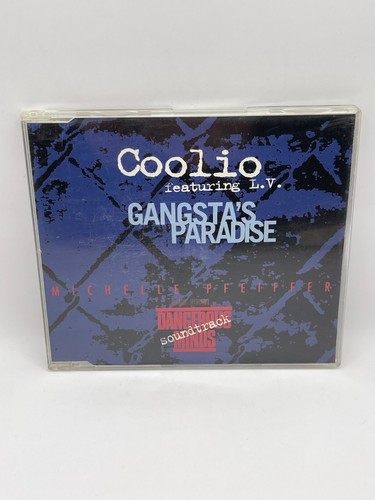 Coolio
featuring L.V.
GANGSTA'S
PARADISE
MICHELLE PFEIFFER
DANGEROUS
MINDS
soundtrack